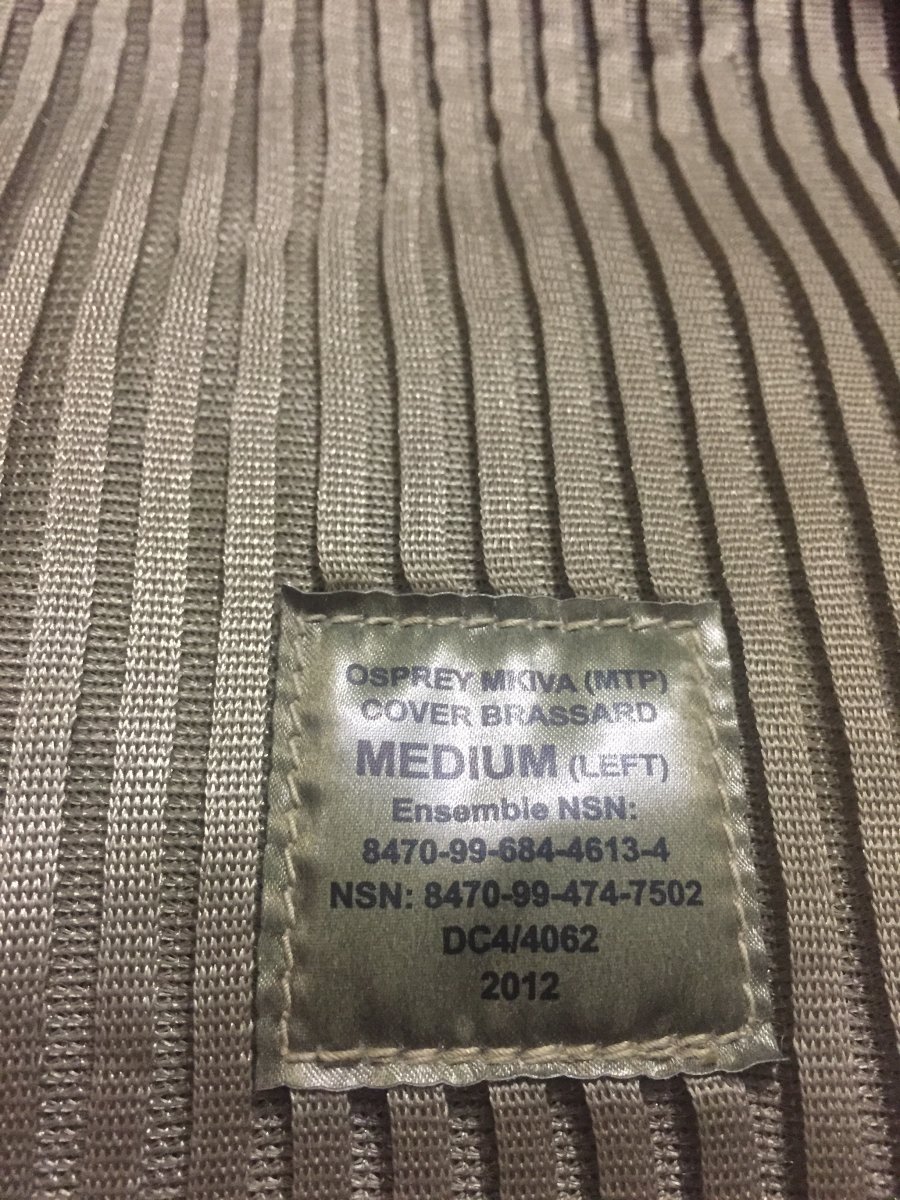 OSPREY MKIVA (MTP)
COVER BRASSARD
MEDIUM (LEFT)
Ensemble NSN:
8470-99-684-4613-4
NSN: 8470-99-474-7502
DC4/4062
2012